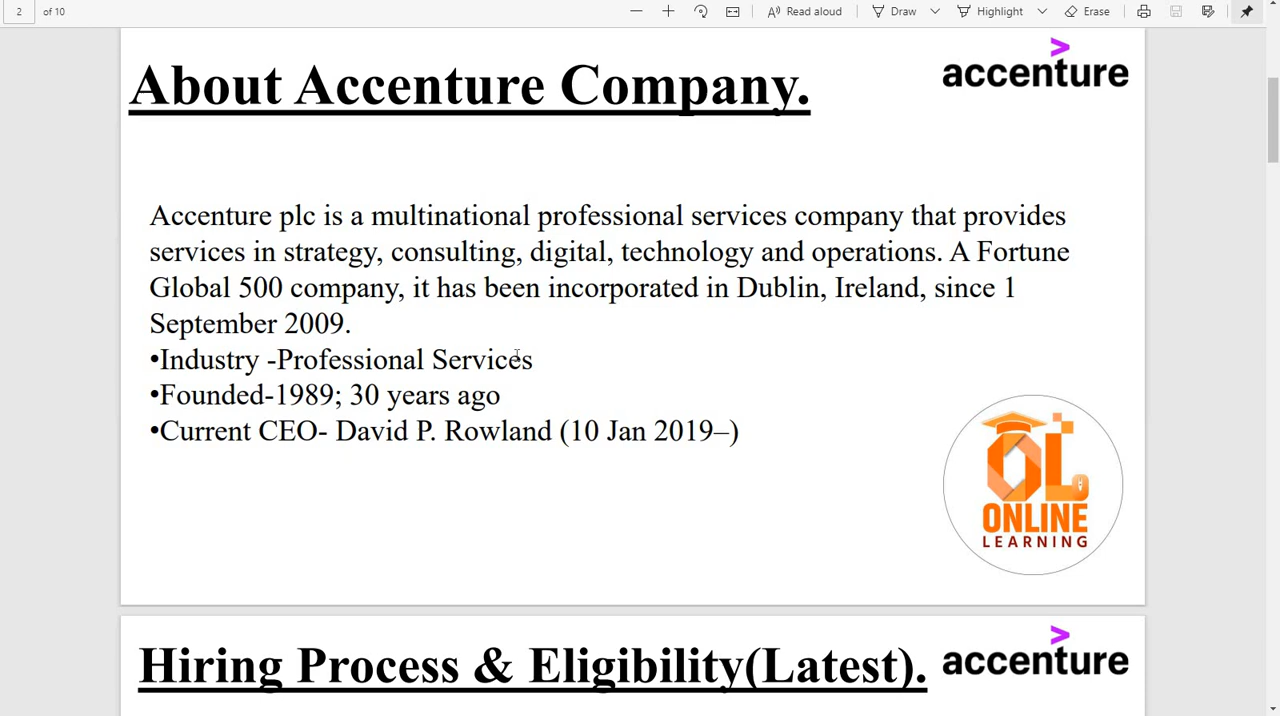 2 of 10 Read aloud Draw Highlight Erase
About Accenture Company.
>
accenture
Accenture plc is a multinational professional services company that provides
services in strategy, consulting, digital, technology and operations. A Fortune
Global 500 company, it has been incorporated in Dublin, Ireland, since 1
September 2009.
•Industry -Professional Services
•Founded-1989; 30 years ago
•Current CEO- David P. Rowland (10 Jan 2019–)
OL
ONLINE
LEARNING
Hiring Process & Eligibility(Latest).
>
accenture